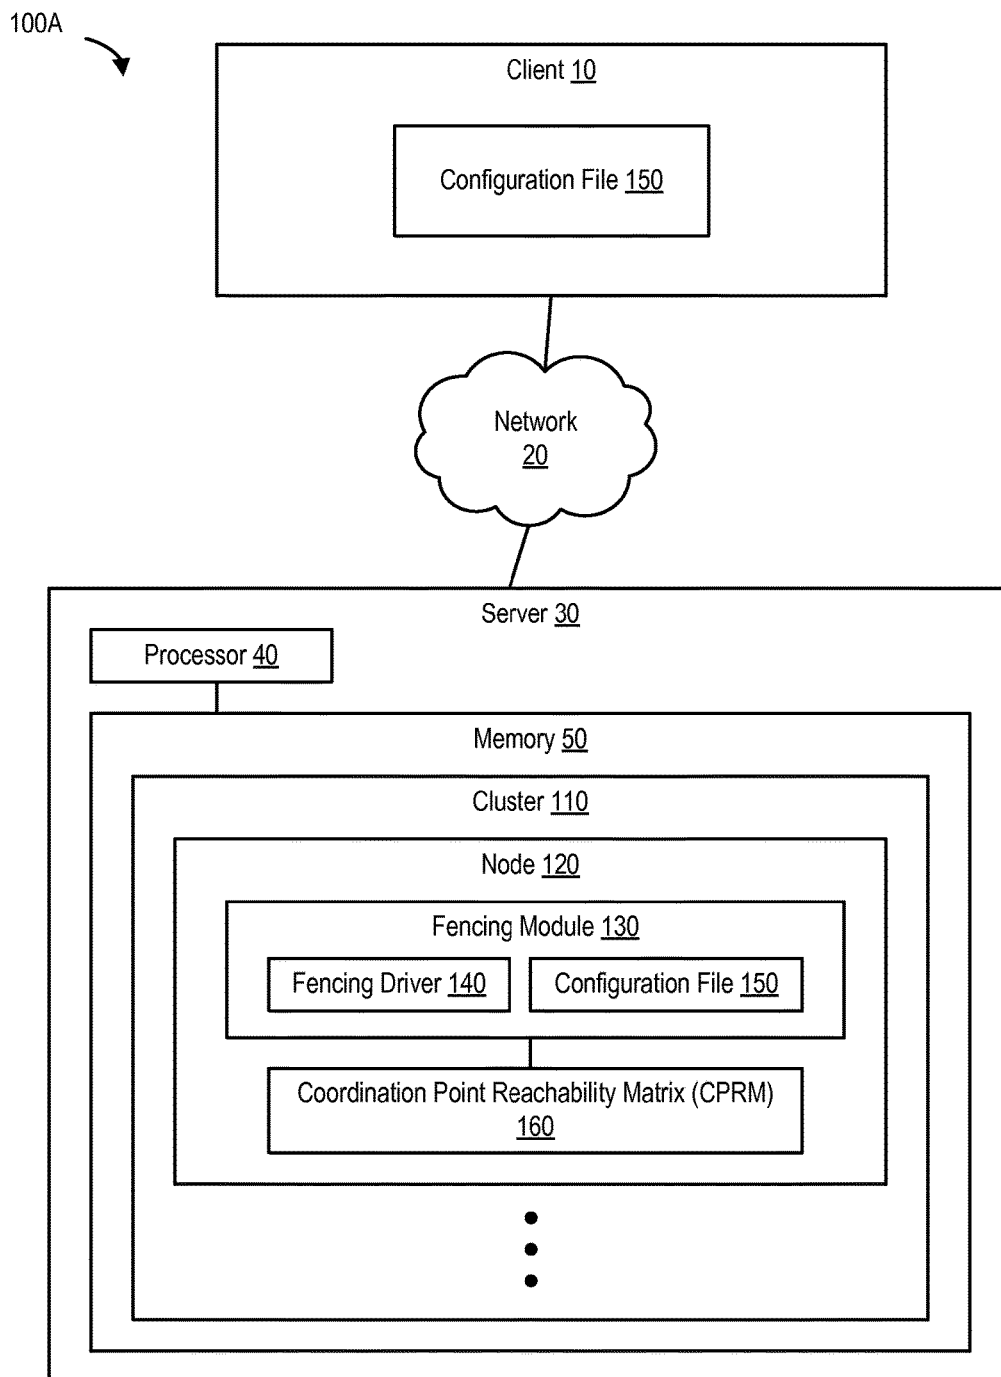 100A
Client 10
Configuration File 150
Network
20
Server 30
Processor 40
Memory 50
Cluster 110
Node 120
Fencing Module 130
Fencing Driver 140
Configuration File 150
Coordination Point Reachability Matrix (CPRM)
160